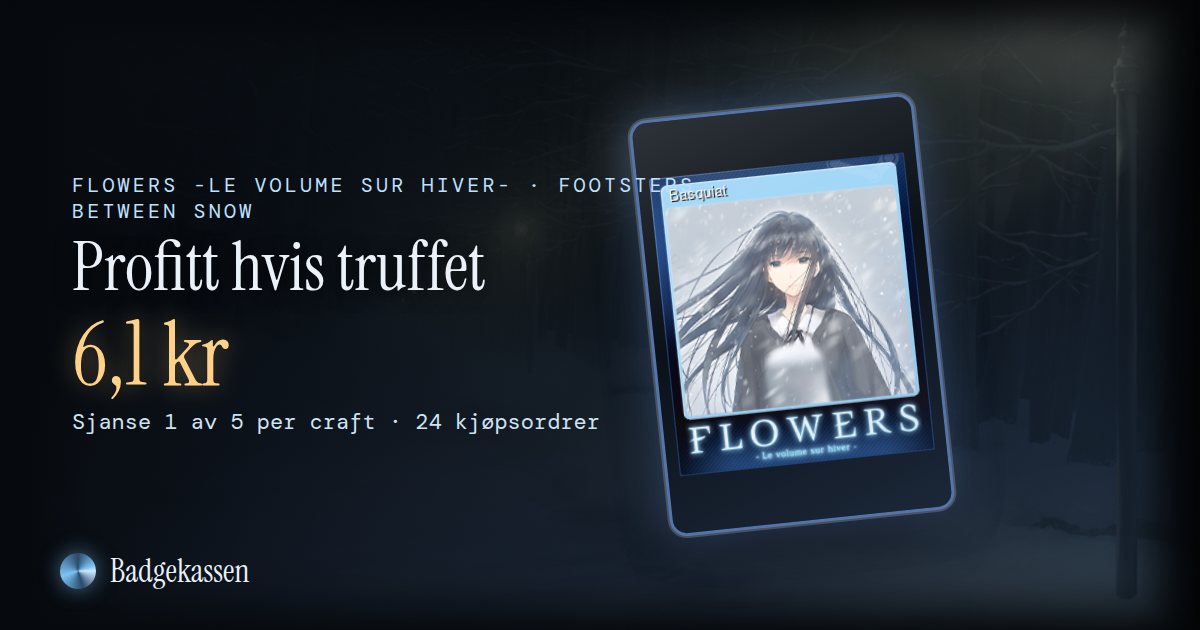 FLOWERS -LE VOLUME SUR HIVER- · FOOTSTEPS
BETWEEN SNOW
Profitt hvis truffet
6,1 kr
Sjanse 1 av 5 per craft · 24 kjøpsordrer
Basquiat
FLOWERS
- Le volume sur hiver -
Badgekassen